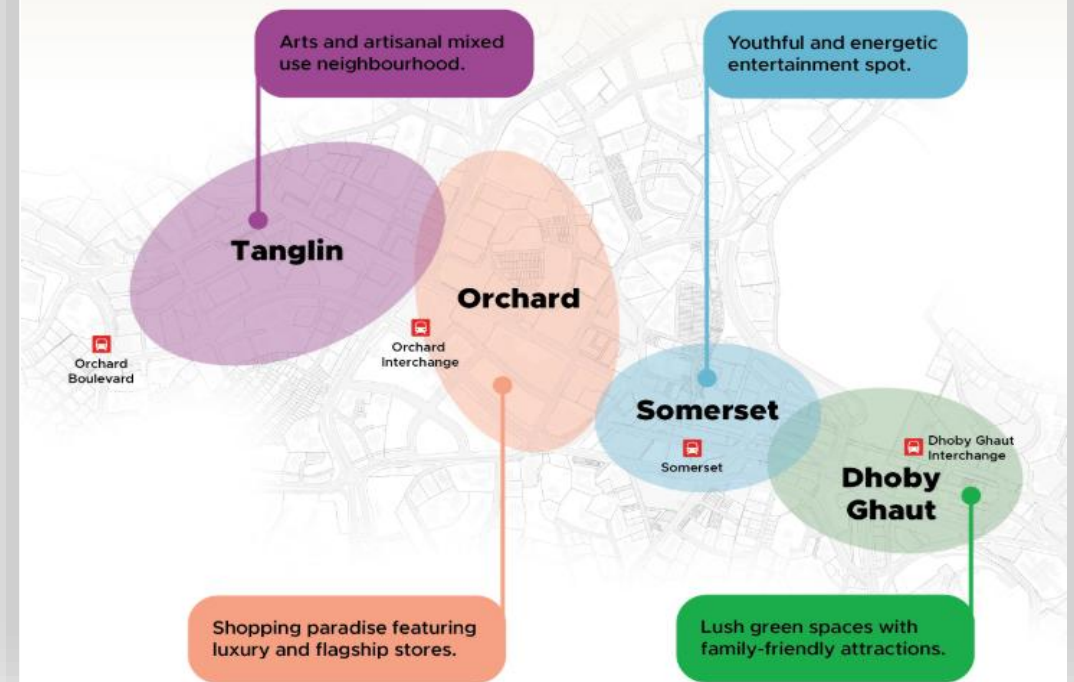 Arts and artisanal mixed
use neighbourhood.
Youthful and energetic
entertainment spot.
Tanglin
Orchard
Orchard
Interchange
Orchard
Boulevard
Somerset
Somerset
Dhoby Ghaut
Interchange
Dhoby
Ghaut
Shopping paradise featuring
luxury and flagship stores.
Lush green spaces with
family-friendly attractions.